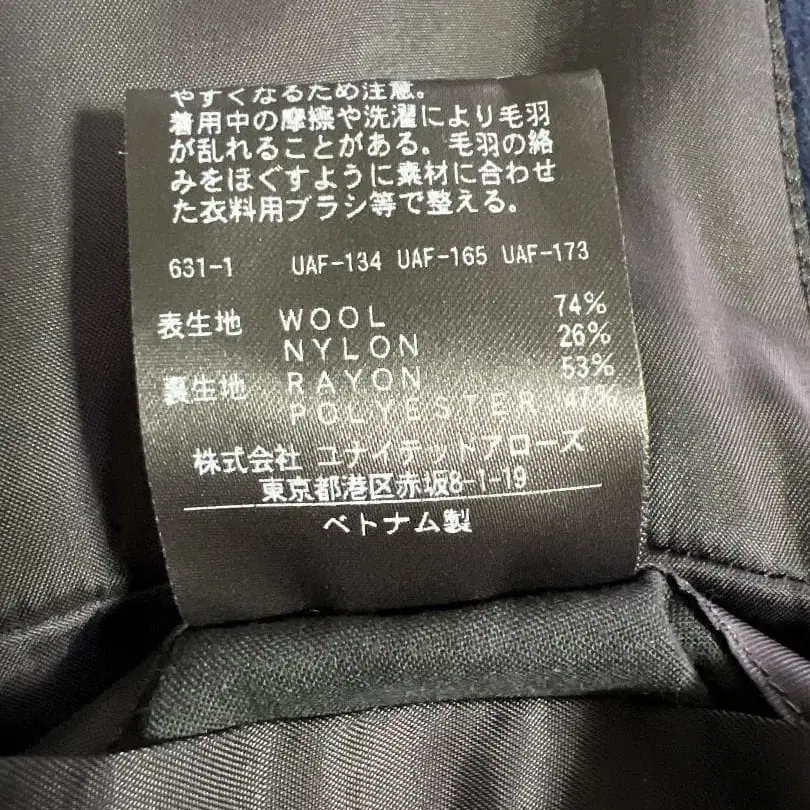 やすくなるため注意。
着用中の摩擦や洗濯により毛羽
が乱れることがある。毛羽の絡
みをほぐすように素材に合わせ
た衣料用ブラシ等で整える。
631-1 UAF-134 UAF-165 UAF-173
表生地 WOOL 74%
NYLON 26%
裏生地 RAYON 53%
POLYESTER 47%
株式会社 ユナイテッドアローズ
東京都港区赤坂8-1-19
ベトナム製